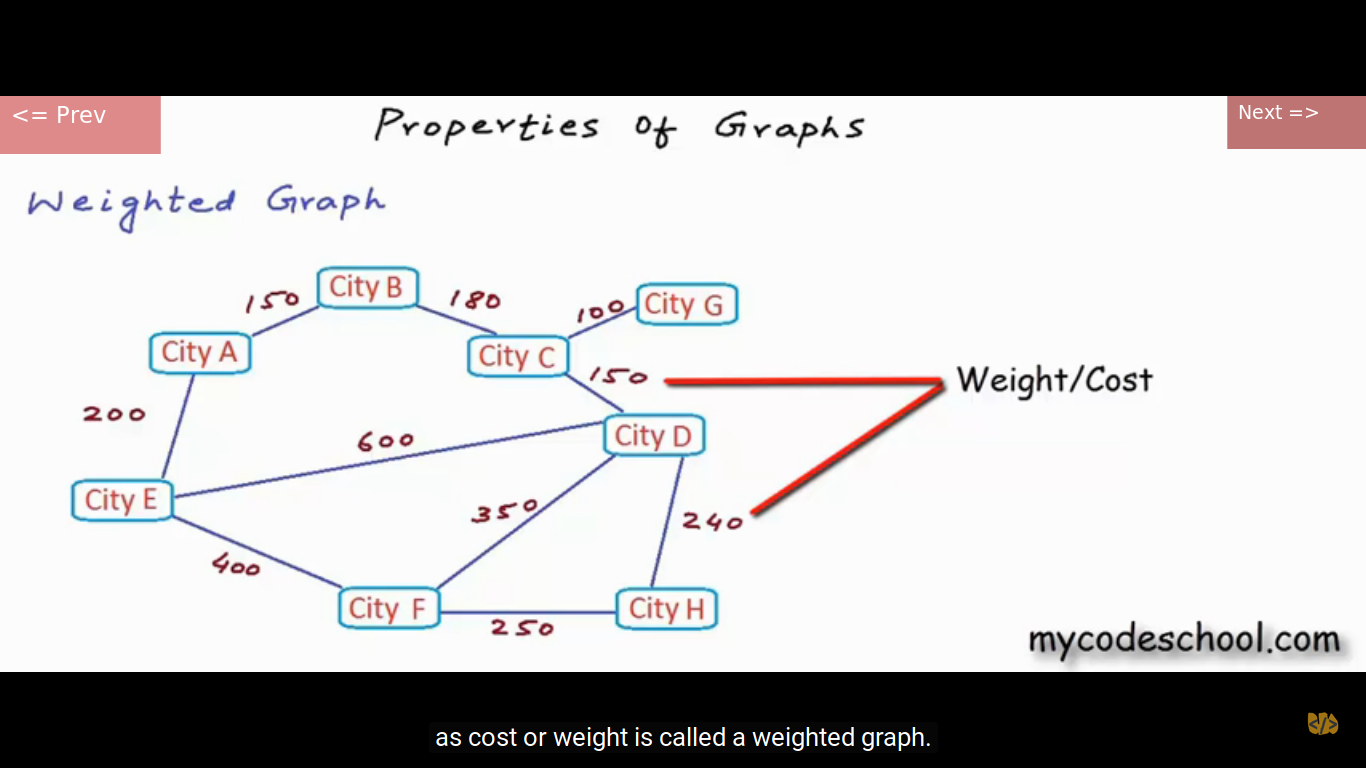 <= Prev
Properties of Graphs
Next =>
Weighted Graph
City B
150
180
City G
100
City A
City C
150
Weight/Cost
200
600
City D
City E
350
240
400
City F
City H
250
mycodeschool.com
as cost or weight is called a weighted graph.